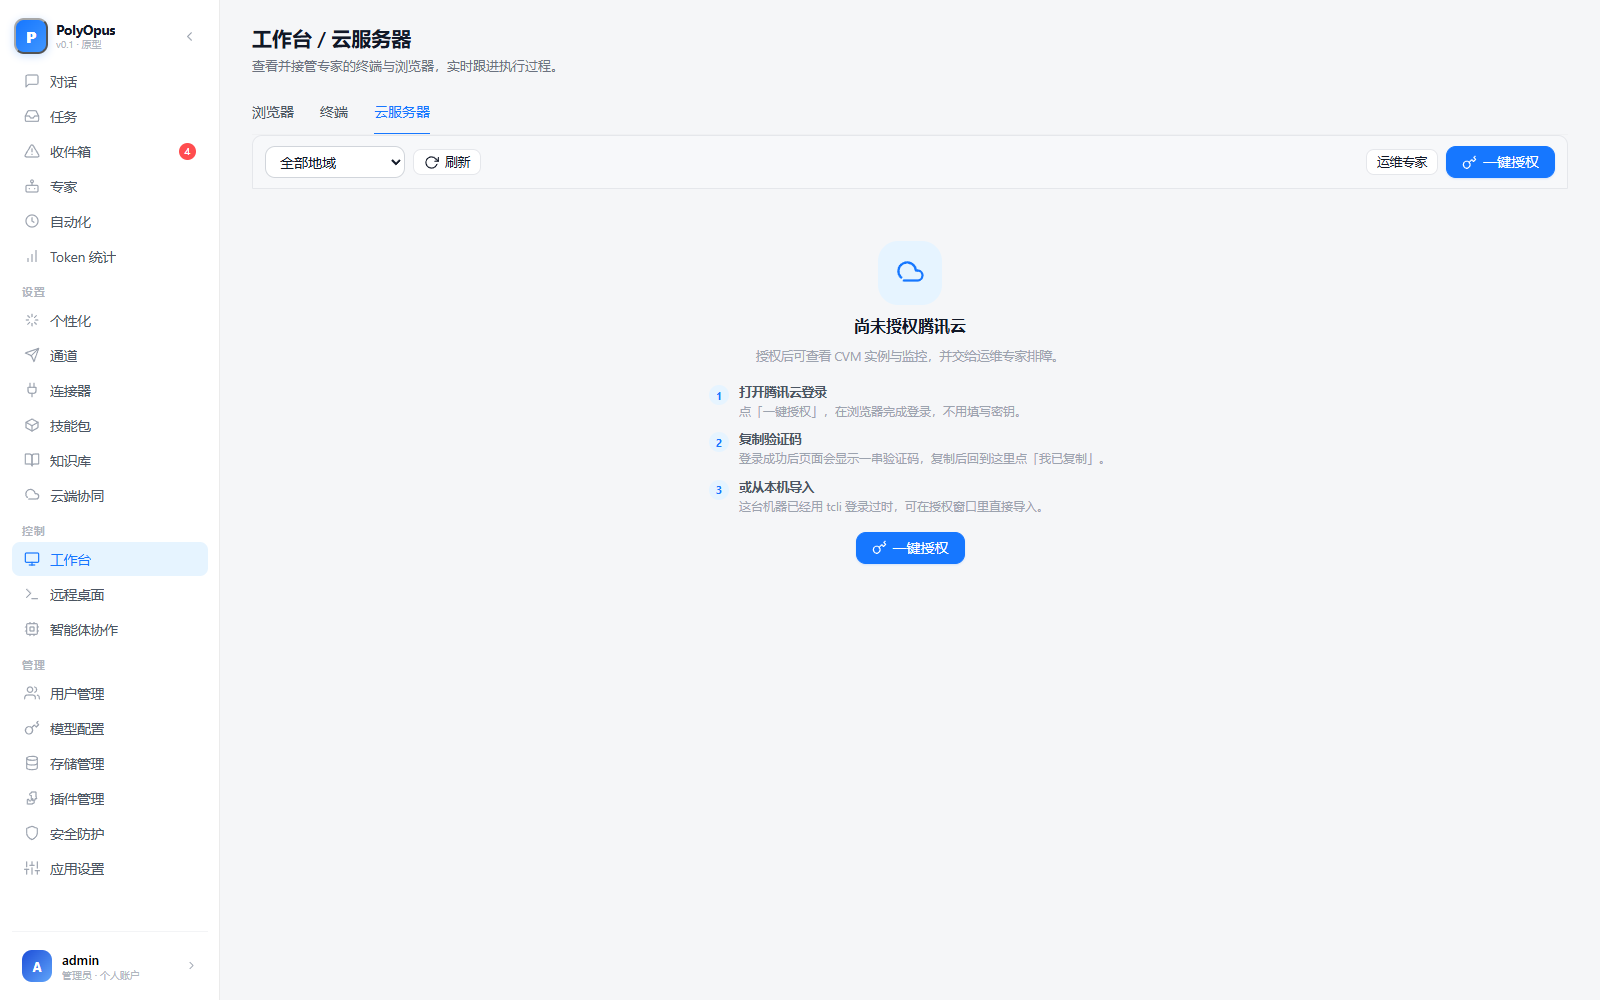 P
PolyOpus
v0.1 · 原型
对话
任务
收件箱
4
专家
自动化
Token 统计
设置
个性化
通道
连接器
技能包
知识库
云端协同
控制
工作台
远程桌面
智能体协作
管理
用户管理
模型配置
存储管理
插件管理
安全防护
应用设置
A
admin
管理员 · 个人账户
工作台 / 云服务器
查看并接管专家的终端与浏览器，实时跟进执行过程。
浏览器 终端 云服务器
全部地域 刷新 运维专家 一键授权
尚未授权腾讯云
授权后可查看 CVM 实例与监控，并交给运维专家排障。
1 打开腾讯云登录
点「一键授权」，在浏览器完成登录，不用填写密钥。
2 复制验证码
登录成功后页面会显示一串验证码，复制后回到这里点「我已复制」。
3 或从本机导入
这台机器已经用 tcli 登录过时，可在授权窗口里直接导入。
一键授权